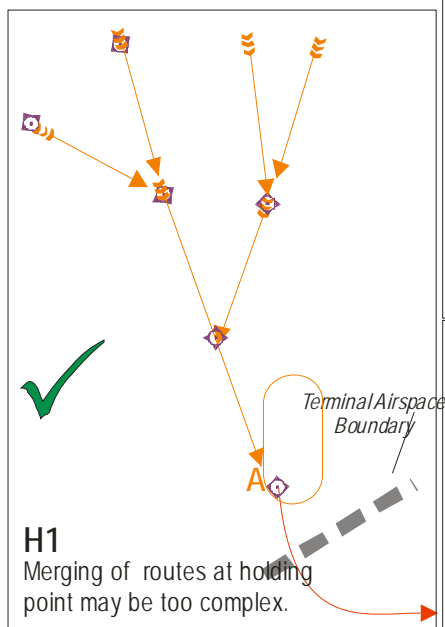 Terminal Airspace
Boundary
A
H1
Merging of routes at holding
point may be too complex.